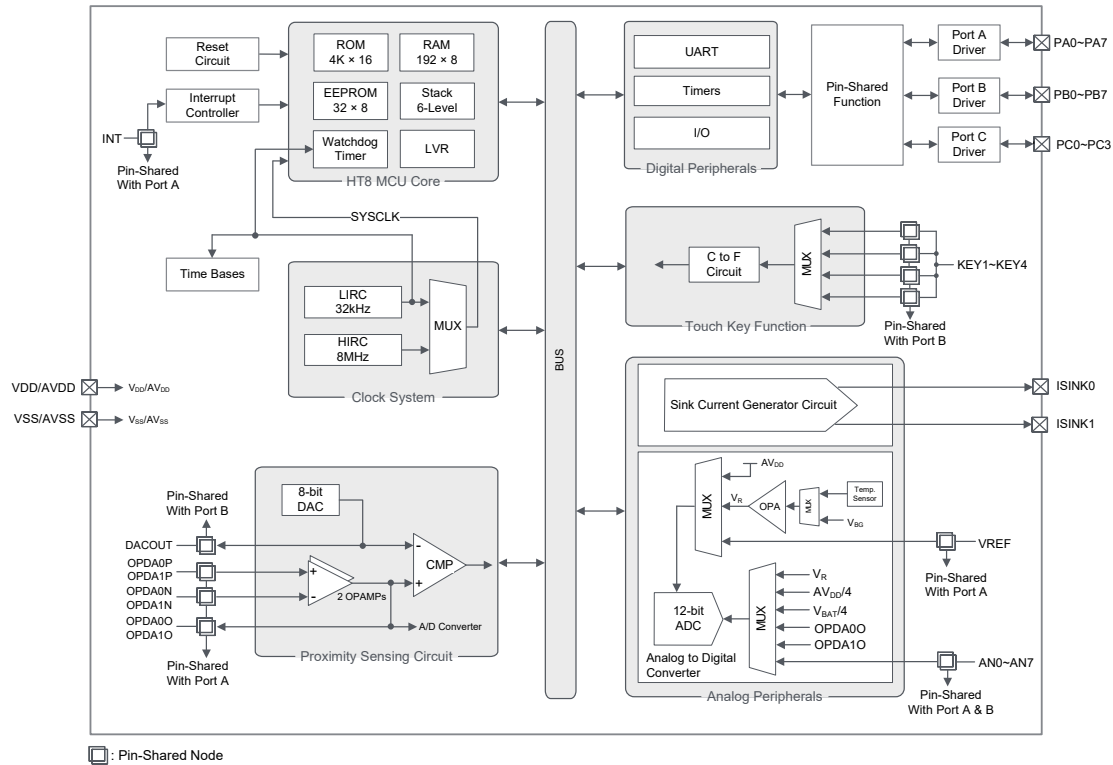 Reset
Circuit
Interrupt
Controller
INT
Pin-Shared
With Port A
ROM
4K × 16
RAM
192 × 8
EEPROM
32 × 8
Stack
6-Level
Watchdog
Timer
LVR
HT8 MCU Core
SYSCLK
Time Bases
LIRC
32kHz
HIRC
8MHz
MUX
Clock System
VDD/AVDD
VDD/AVDD
VSS/AVSS
VSS/AVSS
Pin-Shared
With Port B
8-bit
DAC
DACOUT
OPDA0P
OPDA1P
OPDA0N
OPDA1N
OPDA0O
OPDA1O
Pin-Shared
With Port A
+
-
2 OPAMPs
-
+
CMP
A/D Converter
Proximity Sensing Circuit
BUS
UART
Timers
I/O
Digital Peripherals
Pin-Shared
Function
Port A
Driver
Port B
Driver
Port C
Driver
PA0~PA7
PB0~PB7
PC0~PC3
C to F
Circuit
MUX
KEY1~KEY4
Touch Key Function
Pin-Shared
With Port B
Sink Current Generator Circuit
ISINK0
ISINK1
MUX
AVDD
VR
OPA
MUX
Temp.
Sensor
VBG
VREF
Pin-Shared
With Port A
12-bit
ADC
MUX
VR
AVDD/4
VBAT/4
OPDA0O
OPDA1O
Analog to Digital
Converter
AN0~AN7
Pin-Shared
With Port A & B
Analog Peripherals
: Pin-Shared Node